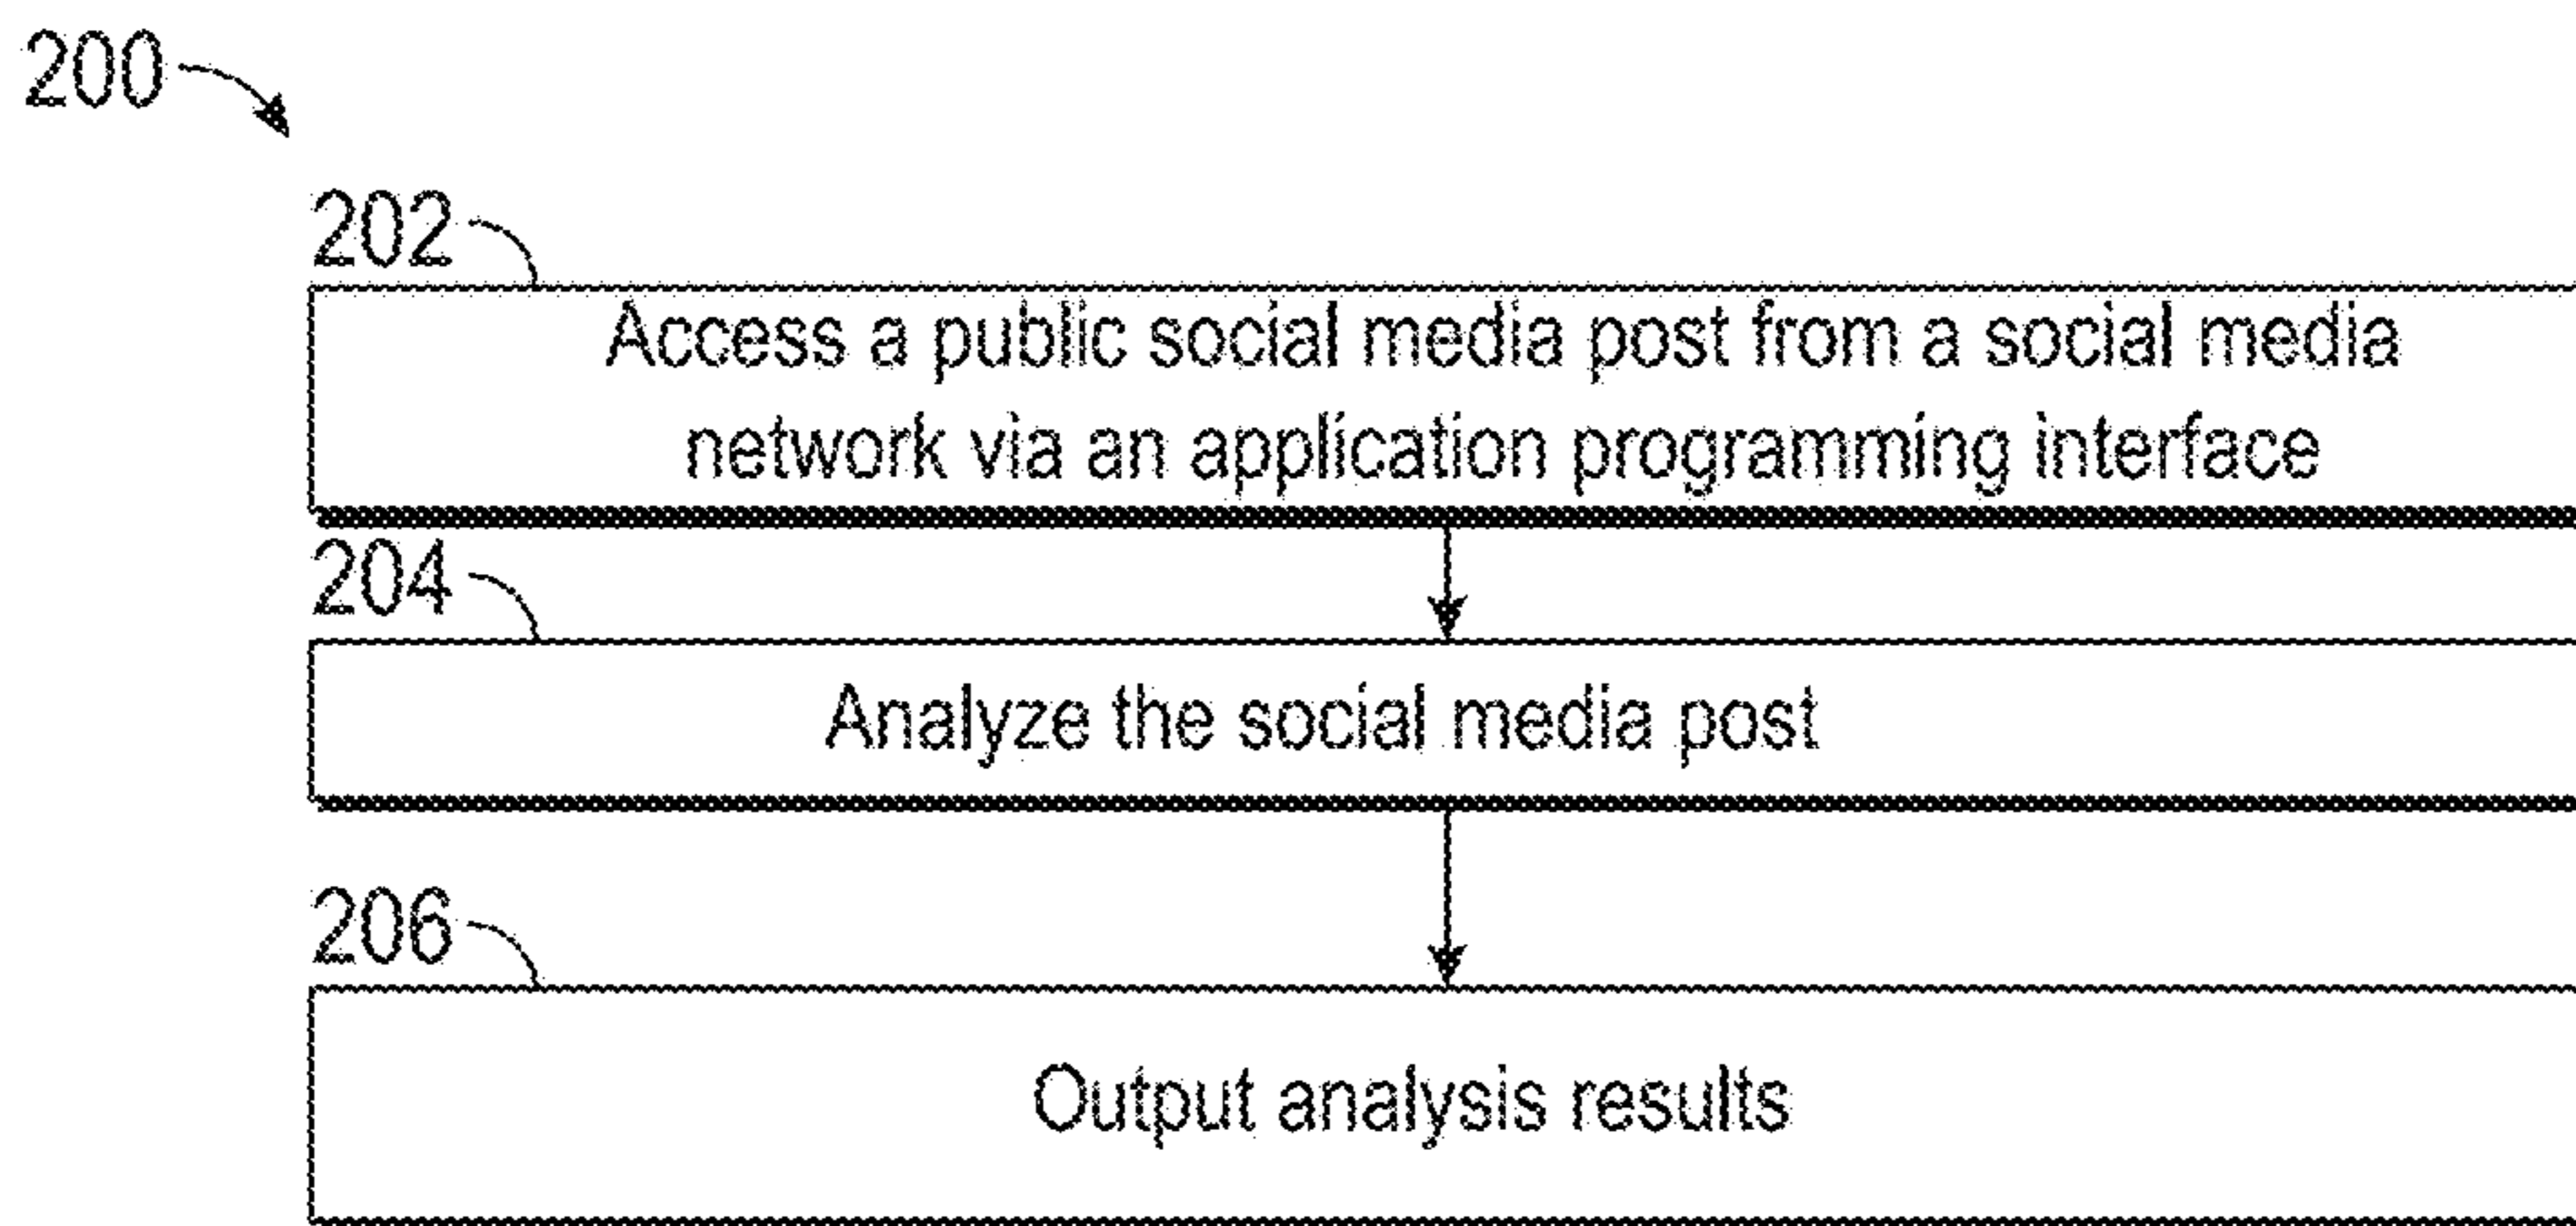 200
202
Access a public social media post from a social media
network via an application programming interface
204
Analyze the social media post
206
Output analysis results